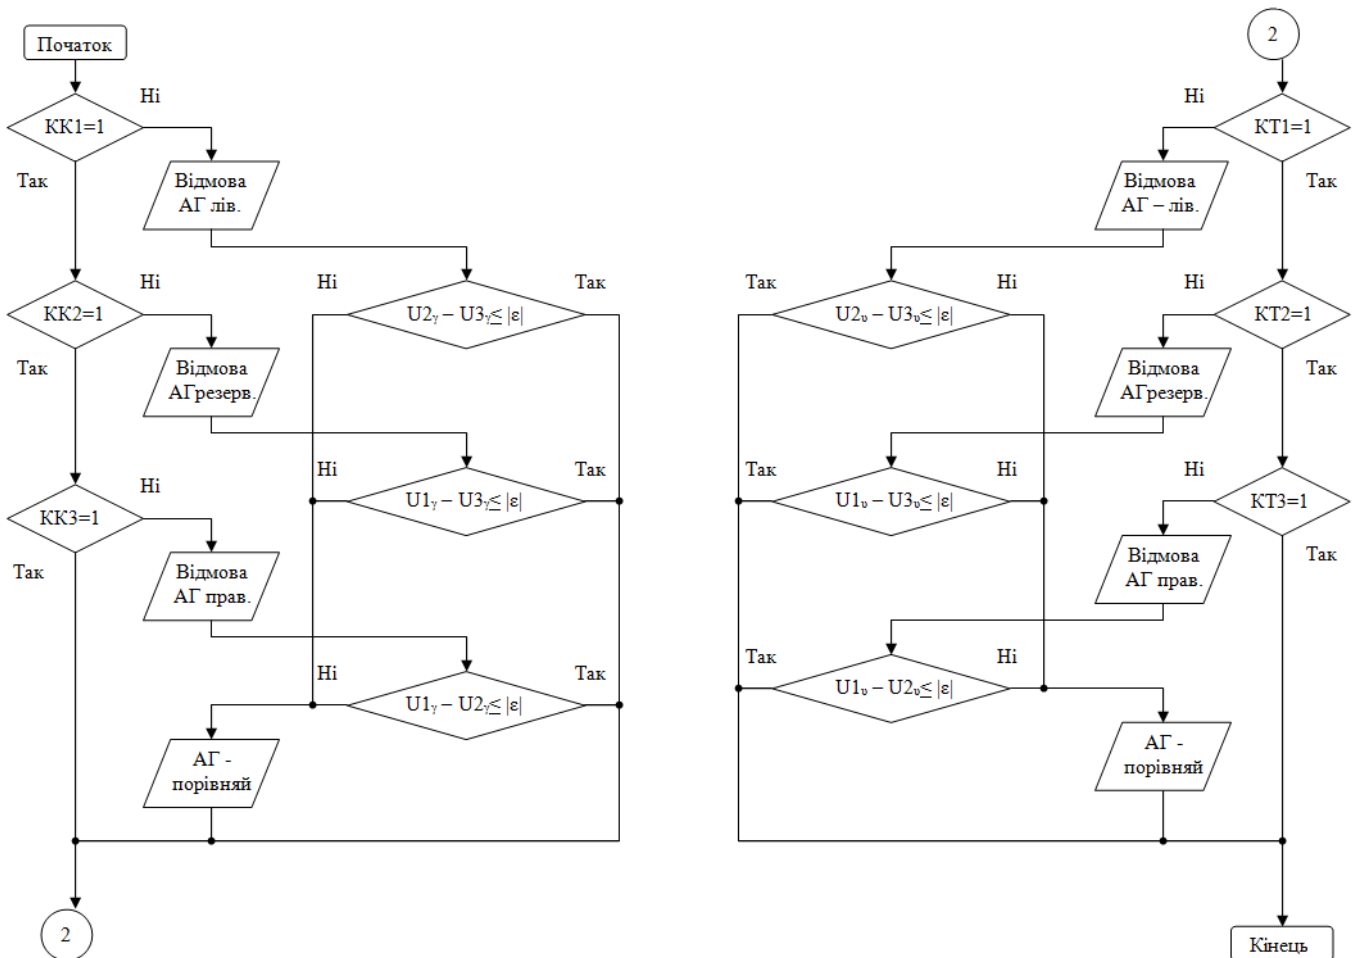 Початок
Ні
КК1=1
Так
Відмова
АГ лів.
Ні
КК2=1
Так
Відмова
АГрезерв.
Ні
КК3=1
Так
Відмова
АГ прав.
Ні
Так
U2γ – U3γ≤ |ε|
Ні
Так
U1γ – U3γ≤ |ε|
Ні
Так
U1γ – U2γ≤ |ε|
АГ -
порівняй
2
2
Ні
КТ1=1
Так
Відмова
АГ – лів.
Ні
КТ2=1
Так
Відмова
АГрезерв.
Ні
КТ3=1
Так
Відмова
АГ прав.
Так
Ні
U2υ – U3υ≤ |ε|
Так
Ні
U1υ – U3υ≤ |ε|
Так
Ні
U1υ – U2υ≤ |ε|
АГ -
порівняй
Кінець